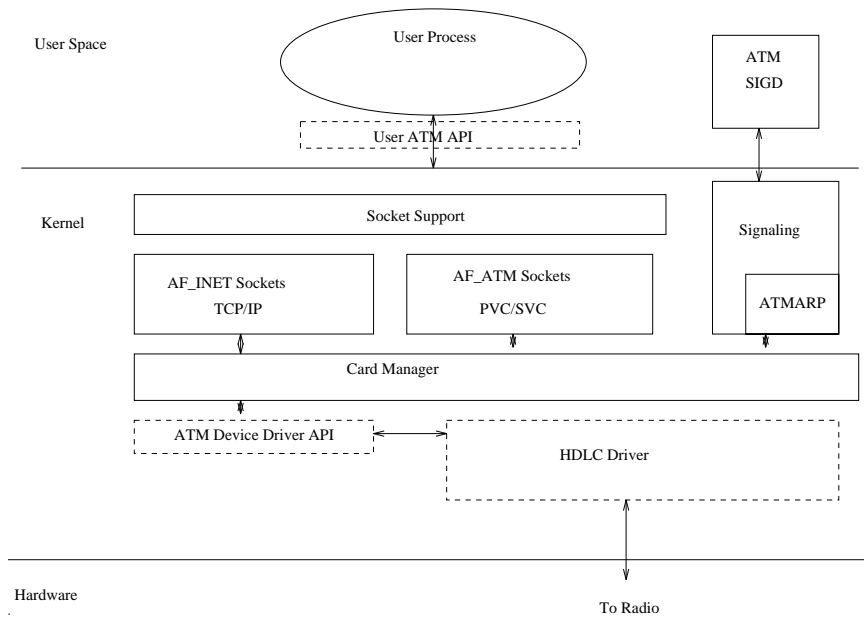 User Space
User Process
ATM
SIGD
User ATM API
Kernel
Socket Support
Signaling
AF_INET Sockets
TCP/IP
AF_ATM Sockets
PVC/SVC
ATMARP
Card Manager
ATM Device Driver API
HDLC Driver
Hardware
To Radio